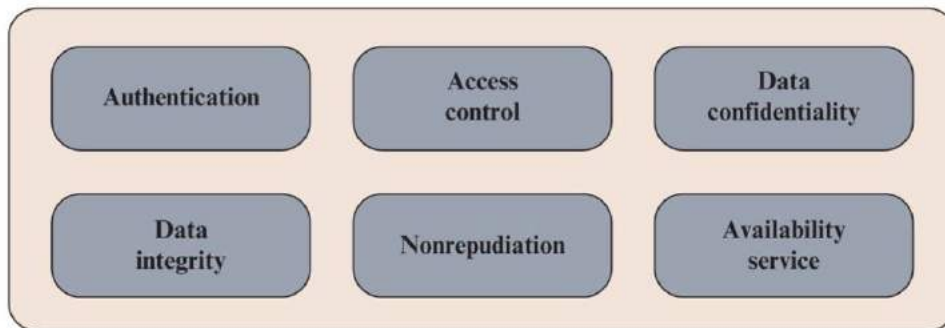 Authentication
Access
control
Data
confidentiality
Data
integrity
Nonrepudiation
Availability
service